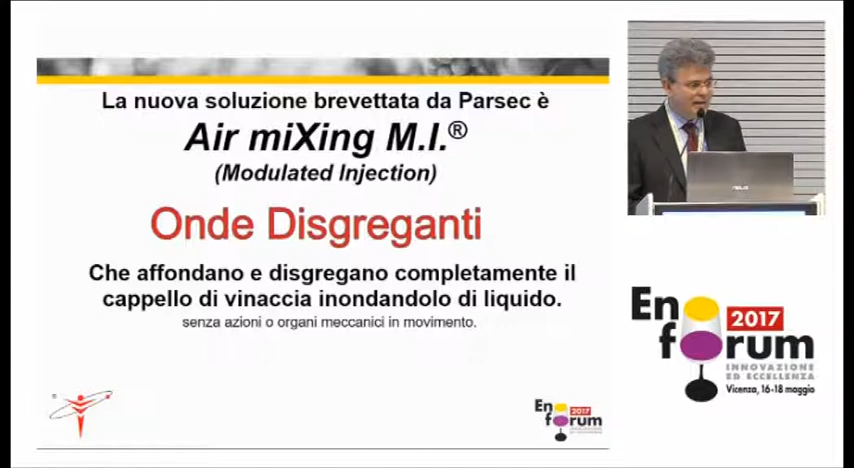 La nuova soluzione brevettata da Parsec è
Air miXing M.I.®
(Modulated Injection)
Onde Disgreganti
Che affondano e disgregano completamente il
cappello di vinaccia inondandolo di liquido.
senza azioni o organi meccanici in movimento.
En
2017
forum
ASUS
En
2017
forum
INNOVAZIONE
ED ECCELLENZA
Vicenza, 16-18 maggio